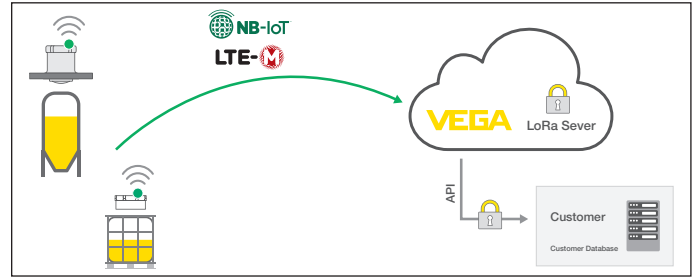 NB-IoT
LTE-M
VEGA
LoRa Sever
API
Customer
Customer Database